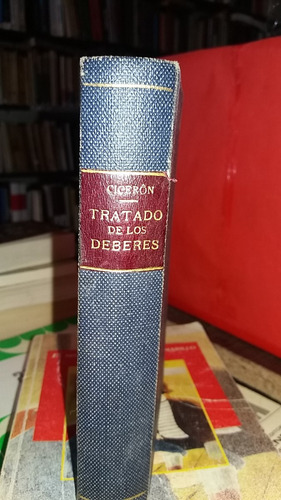 CICERÓN
TRATADO
DE LOS
DEBERES